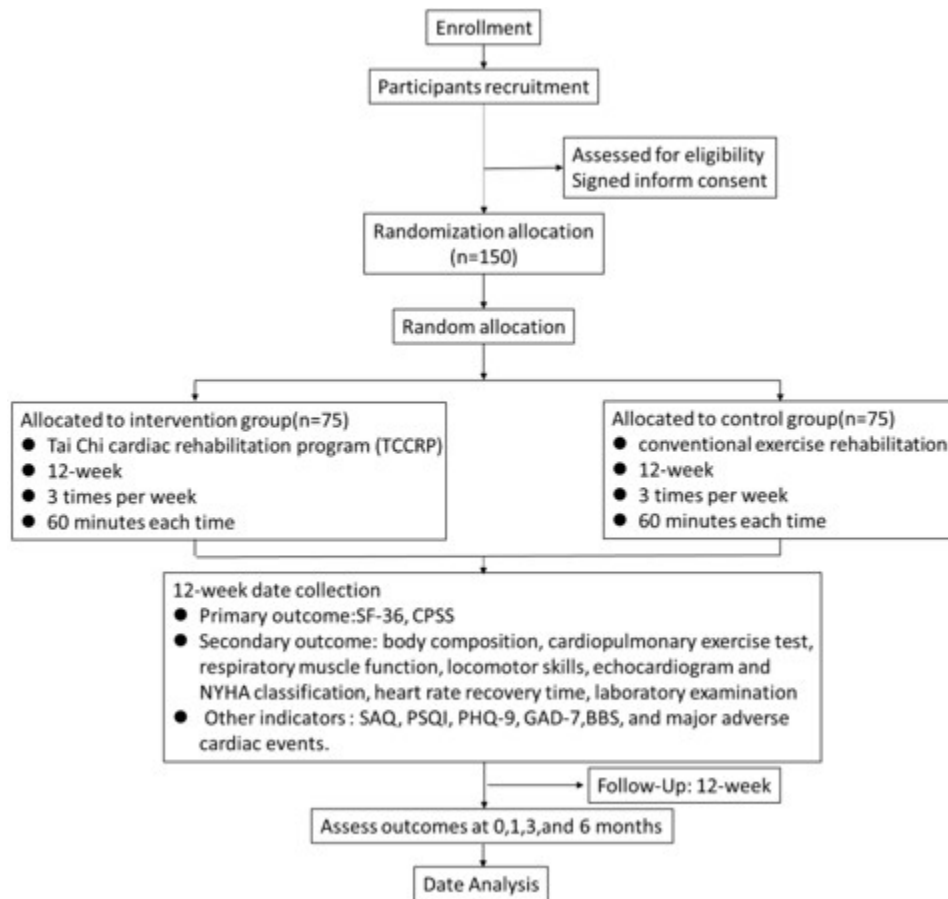 Enrollment
Participants recruitment
Assessed for eligibility
Signed inform consent
Randomization allocation
(n=150)
Random allocation
Allocated to intervention group(n=75)
● Tai Chi cardiac rehabilitation program (TCCRP)
● 12-week
● 3 times per week
● 60 minutes each time
Allocated to control group(n=75)
● conventional exercise rehabilitation
● 12-week
● 3 times per week
● 60 minutes each time
12-week date collection
● Primary outcome:SF-36, CPSS
● Secondary outcome: body composition, cardiopulmonary exercise test,
respiratory muscle function, locomotor skills, echocardiogram and
NYHA classification, heart rate recovery time, laboratory examination
● Other indicators : SAQ, PSQI, PHQ-9, GAD-7,BBS, and major adverse
cardiac events.
Follow-Up: 12-week
Assess outcomes at 0,1,3,and 6 months
Date Analysis